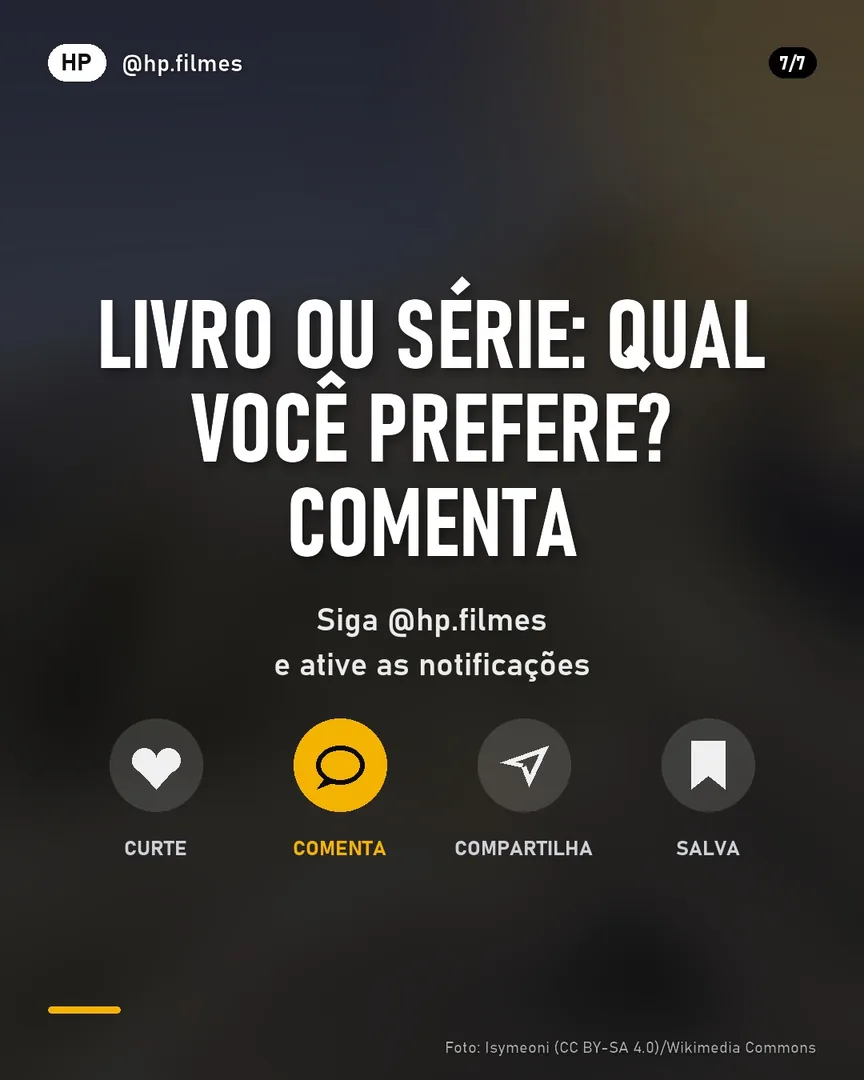 HP @hp.filmes
7/7
LIVRO OU SÉRIE: QUAL
VOCÊ PREFERE?
COMENTA
Siga @hp.filmes
e ative as notificações
CURTE COMENTA COMPARTILHA SALVA
Foto: Isymeoni (CC BY-SA 4.0)/Wikimedia Commons